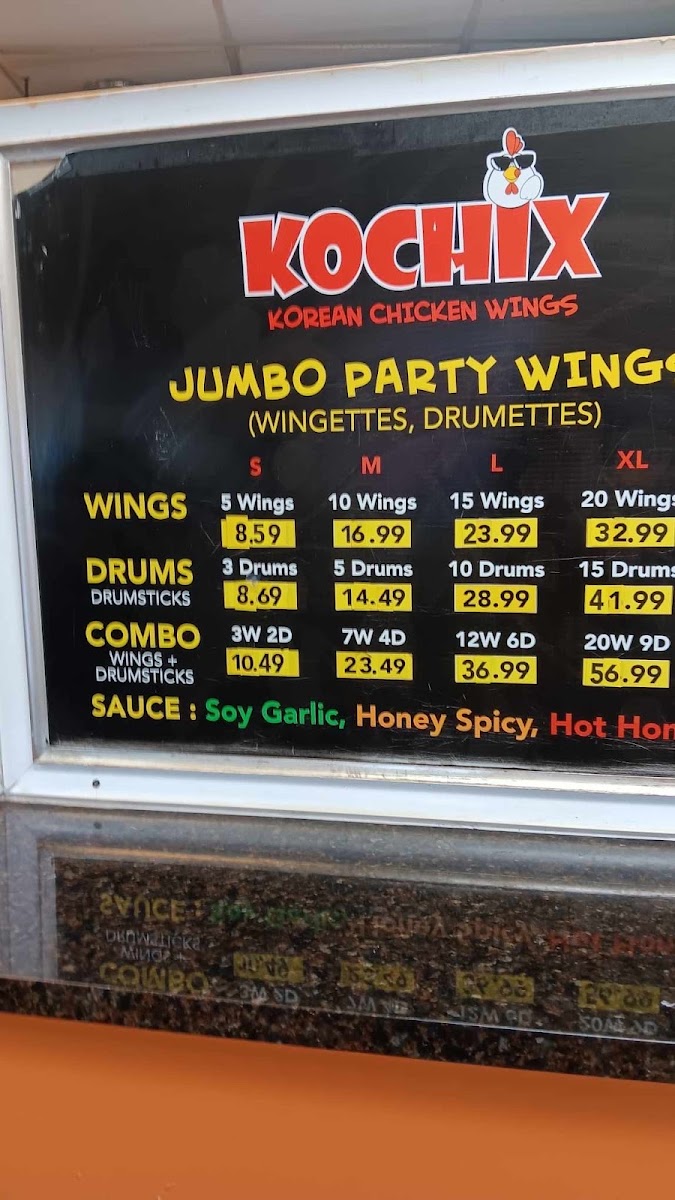 KOCHIX
KOREAN CHICKEN WINGS
JUMBO PARTY WINGS
(WINGETTES, DRUMETTES)
S M L XL
WINGS 5 Wings 10 Wings 15 Wings 20 Wings
8.59 16.99 23.99 32.99
DRUMS 3 Drums 5 Drums 10 Drums 15 Drums
DRUMSTICKS 8.69 14.49 28.99 41.99
COMBO 3W 2D 7W 4D 12W 6D 20W 9D
WINGS + 10.49 23.49 36.99 56.99
DRUMSTICKS
SAUCE : Soy Garlic, Honey Spicy, Hot Hon